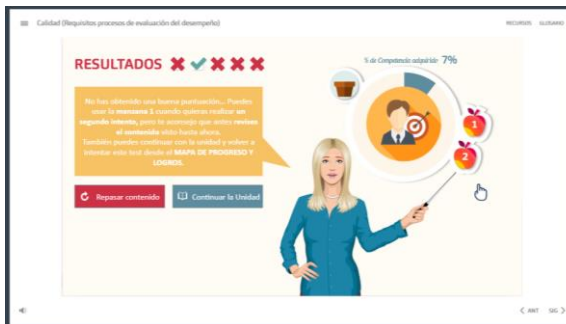 Calidad (Requisitos procesos de evaluación del desempeño)
RECURSOS GLOSARIO
RESULTADOS
% de Competencia adquirido 7%
No has obtenido una buena puntuación... Puedes
usar la manzana 1 cuando quieras realizar un
segundo intento, pero te aconsejo que antes revises
el contenido visto hasta ahora.
También puedes continuar con la unidad y volver a
intentar este test desde el MAPA DE PROGRESO Y
LOGROS.
1
2
Repasar contenido
Continuar la Unidad
ANT SIG